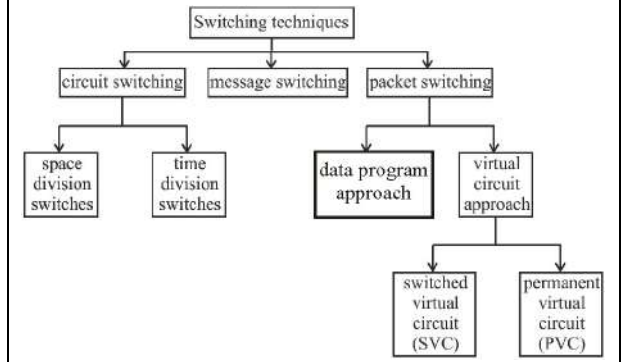 Switching techniques
circuit switching
message switching
packet switching
space
division
switches
time
division
switches
data program
approach
virtual
circuit
approach
switched
virtual
circuit
(SVC)
permanent
virtual
circuit
(PVC)